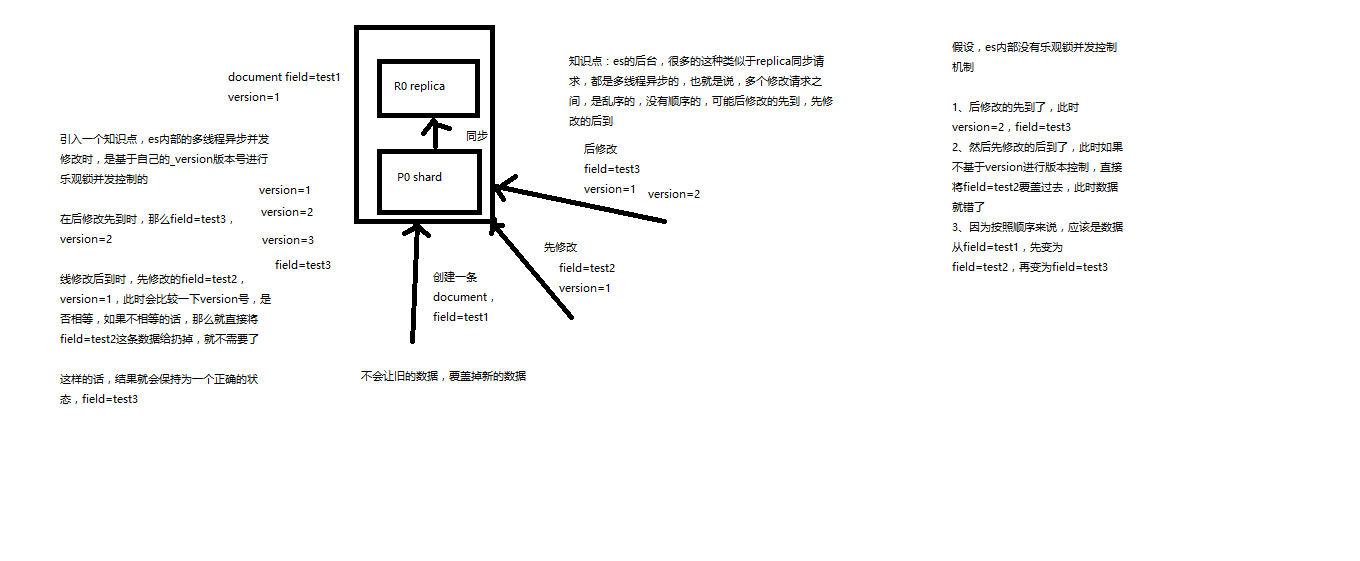 document field=test1
version=1
引入一个知识点，es内部的多线程异步并发
修改时，是基于自己的_version版本号进行
乐观锁并发控制的
在后修改先到时，那么field=test3，
version=2
线修改后到时，先修改的field=test2，
version=1，此时会比较一下version号，是
否相等，如果不相等的话，那么就直接将
field=test2这条数据给扔掉，就不需要了
这样的话，结果就会保持为一个正确的状
态，field=test3
version=1
version=2
version=3
field=test3
R0 replica
同步
P0 shard
创建一条
document，
field=test1
不会让旧的数据，覆盖掉新的数据
知识点：es的后台，很多的这种类似于replica同步请
求，都是多线程异步的，也就是说，多个修改请求之
间，是乱序的，没有顺序的，可能后修改的先到，先修
改的后到
后修改
field=test3
version=1
version=2
先修改
field=test2
version=1
假设，es内部没有乐观锁并发控制
机制
1、后修改的先到了，此时
version=2，field=test3
2、然后先修改的后到了，此时如果
不基于version进行版本控制，直接
将field=test2覆盖过去，此时数据
就错了
3、因为按照顺序来说，应该是数据
从field=test1，先变为
field=test2，再变为field=test3